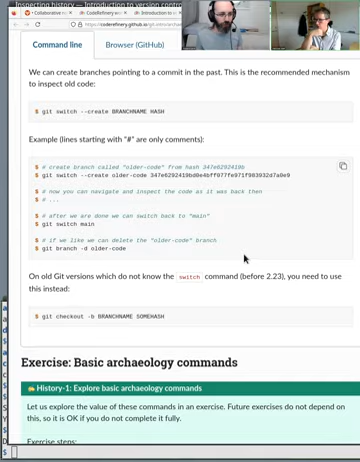 Inspecting history — Introduction to version contro
Collaborative
CodeRefinery
Introduction to
https://coderefinery.github.io/git-intro/archae
Command line
Browser (GitHub)
We can create branches pointing to a commit in the past. This is the recommended mechanism
to inspect old code:
$ git switch --create BRANCHNAME HASH
Example (lines starting with "#" are only comments):
$ # create branch called "older-code" from hash 347e6292419b
$ git switch --create older-code
$ # now you can navigate and inspect the code as it was back then
$ # ...
$ # after we are done we can switch back to "main"
$ git switch main
$ # if we like we can delete the "older-code" branch
$ git branch -d older-code
On old Git versions which do not know the switch command (before 2.23), you need to use
this instead:
$ git checkout -b BRANCHNAME SOMEHASH
Exercise: Basic archaeology commands
History-1: Explore basic archaeology commands
Let us explore the value of these commands in an exercise. Future exercises do not depend on
this, so it is OK if you do not complete it fully.
Exercise steps: